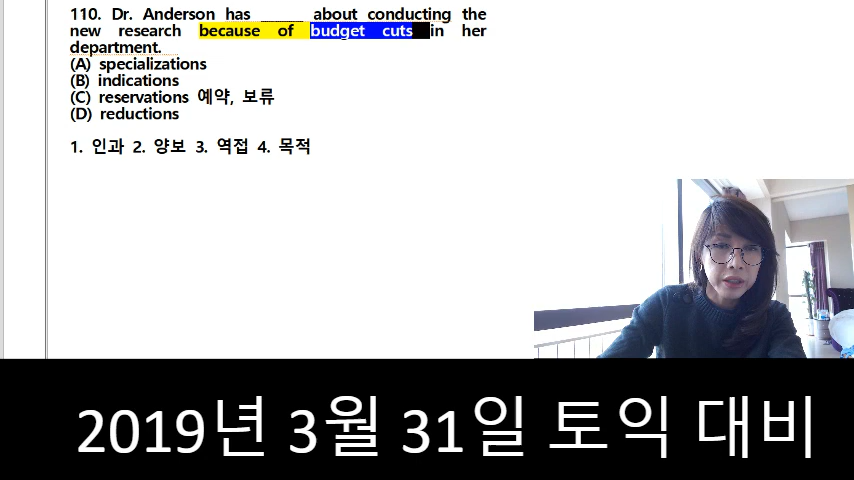 110. Dr. Anderson has ______ about conducting the
new research because of budget cuts in her
department.
(A) specializations
(B) indications
(C) reservations 예약, 보류
(D) reductions
1. 인과 2. 양보 3. 역접 4. 목적
2019년 3월 31일 토익 대비